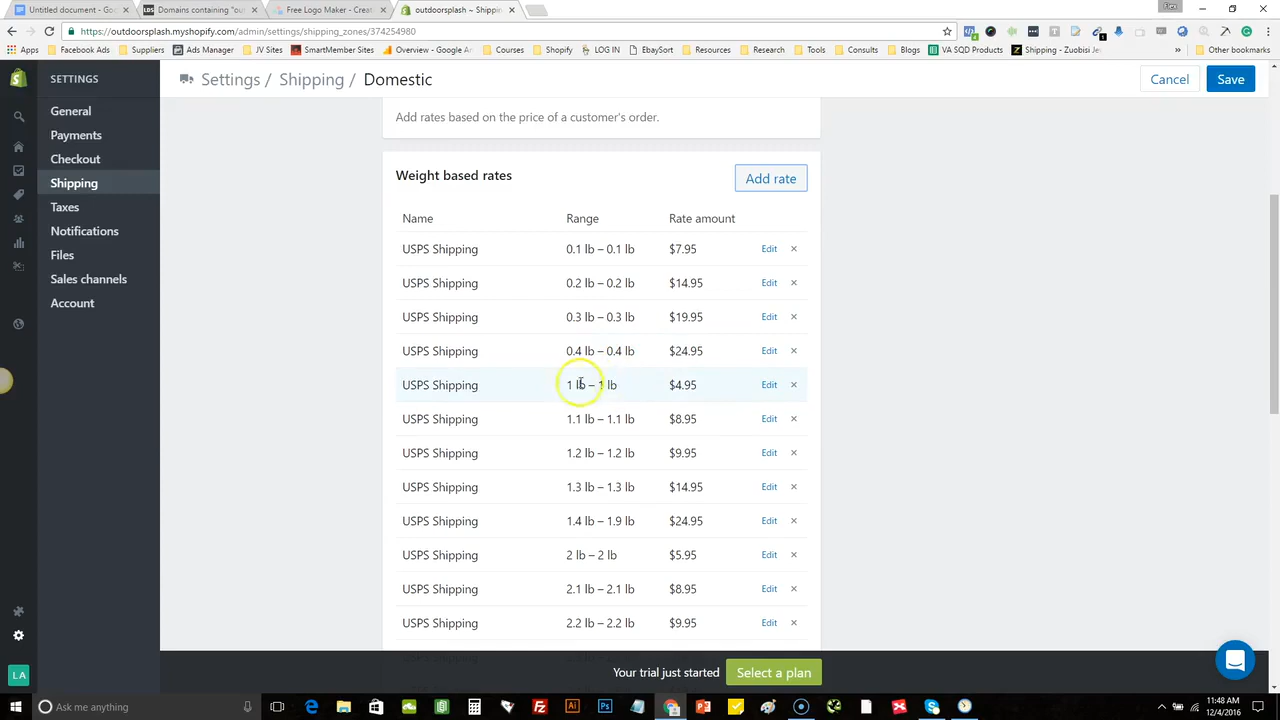 Untitled document - Goo
Domains containing "out
Free Logo Maker - Creat
outdoorsplash ~ Shippin
https://outdoorsplash.myshopify.com/admin/settings/shipping_zones/374254980
Apps
Facebook Ads
Suppliers
Ads Manager
JV Sites
SmartMember Sites
Overview - Google An
Courses
Shopify
LOG IN
EbaySort
Resources
Research
Tools
Consults
Blogs
VA SQD Products
Shipping - Zuobisi Je
»
Other bookmarks
SETTINGS
Settings / Shipping / Domestic
Cancel
Save
General
Payments
Checkout
Shipping
Taxes
Notifications
Files
Sales channels
Account
LA
Add rates based on the price of a customer's order.
Weight based rates
Add rate
Name Range Rate amount
USPS Shipping 0.1 lb – 0.1 lb $7.95 Edit ×
USPS Shipping 0.2 lb – 0.2 lb $14.95 Edit ×
USPS Shipping 0.3 lb – 0.3 lb $19.95 Edit ×
USPS Shipping 0.4 lb – 0.4 lb $24.95 Edit ×
USPS Shipping 1 lb – 1 lb $4.95 Edit ×
USPS Shipping 1.1 lb – 1.1 lb $8.95 Edit ×
USPS Shipping 1.2 lb – 1.2 lb $9.95 Edit ×
USPS Shipping 1.3 lb – 1.3 lb $14.95 Edit ×
USPS Shipping 1.4 lb – 1.9 lb $24.95 Edit ×
USPS Shipping 2 lb – 2 lb $5.95 Edit ×
USPS Shipping 2.1 lb – 2.1 lb $8.95 Edit ×
USPS Shipping 2.2 lb – 2.2 lb $9.95 Edit ×
Your trial just started
Select a plan
Ask me anything
11:48 AM
12/4/2016